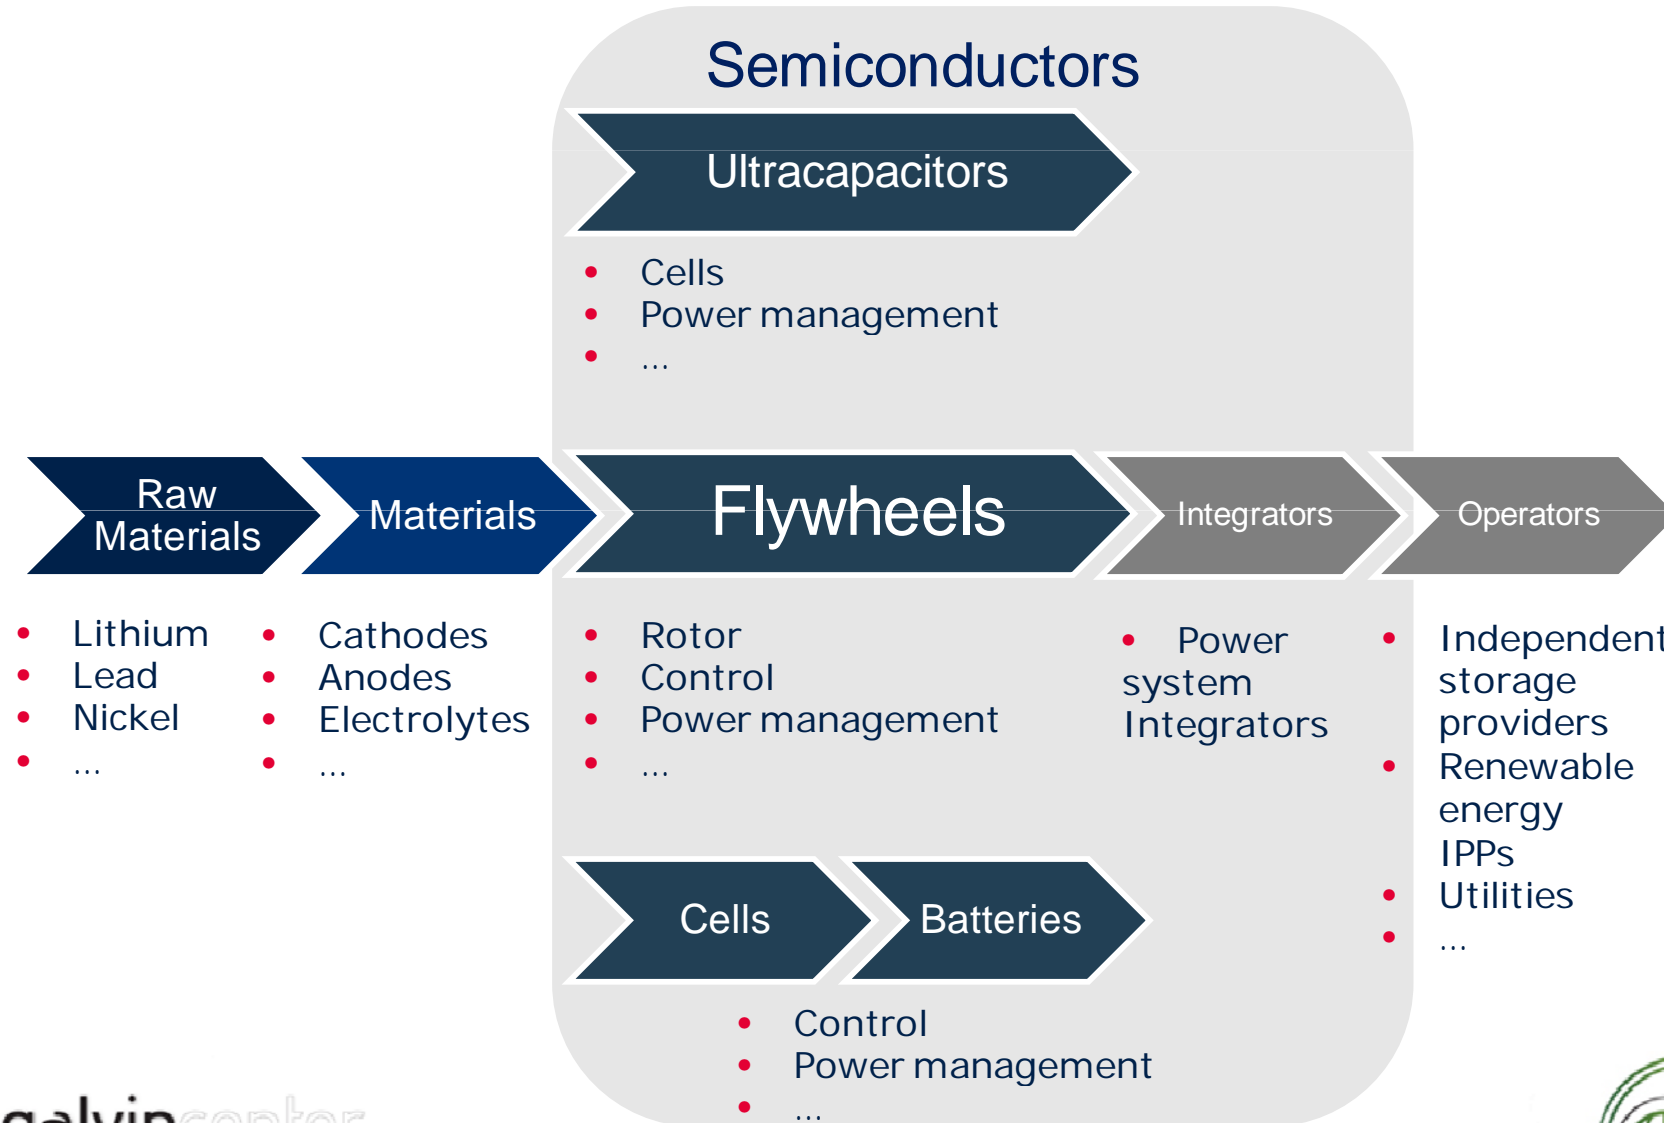 Semiconductors
Ultracapacitors
• Cells
• Power management
• ...
Raw
Materials
Materials
Flywheels
Integrators
Operators
• Lithium
• Lead
• Nickel
• ...
• Cathodes
• Anodes
• Electrolytes
• ...
• Rotor
• Control
• Power management
• ...
• Power
system
Integrators
• Independent
storage
providers
• Renewable
energy
IPPs
• Utilities
• ...
Cells
Batteries
• Control
• Power management
• ...
galvincenter